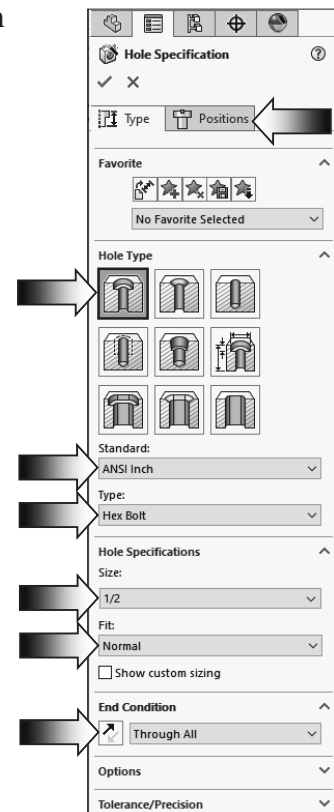 Hole Specification
Type Positions
Favorite
No Favorite Selected
Hole Type
Standard:
ANSI Inch
Type:
Hex Bolt
Hole Specifications
Size:
1/2
Fit:
Normal
Show custom sizing
End Condition
Through All
Options
Tolerance/Precision